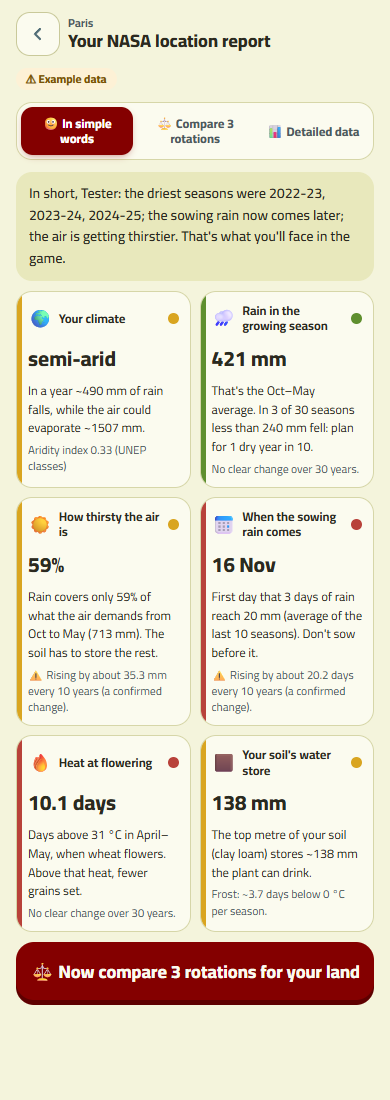 Paris
Your NASA location report
⚠ Example data
In simple
words
Compare 3
rotations
Detailed data
In short, Tester: the driest seasons were 2022-23,
2023-24, 2024-25; the sowing rain now comes later;
the air is getting thirstier. That's what you'll face in the
game.
Your climate
semi-arid
In a year ~490 mm of rain
falls, while the air could
evaporate ~1507 mm.
Aridity index 0.33 (UNEP
classes)
Rain in the
growing season
421 mm
That's the Oct–May
average. In 3 of 30 seasons
less than 240 mm fell: plan
for 1 dry year in 10.
No clear change over 30 years.
How thirsty the air
is
59%
Rain covers only 59% of
what the air demands from
Oct to May (713 mm). The
soil has to store the rest.
⚠ Rising by about 35.3 mm
every 10 years (a confirmed
change).
When the sowing
rain comes
16 Nov
First day that 3 days of rain
reach 20 mm (average of the
last 10 seasons). Don't sow
before it.
⚠ Rising by about 20.2 days
every 10 years (a confirmed
change).
Heat at flowering
10.1 days
Days above 31 °C in April–
May, when wheat flowers.
Above that heat, fewer
grains set.
No clear change over 30 years.
Your soil's water
store
138 mm
The top metre of your soil
(clay loam) stores ~138 mm
the plant can drink.
Frost: ~3.7 days below 0 °C
per season.
Now compare 3 rotations for your land